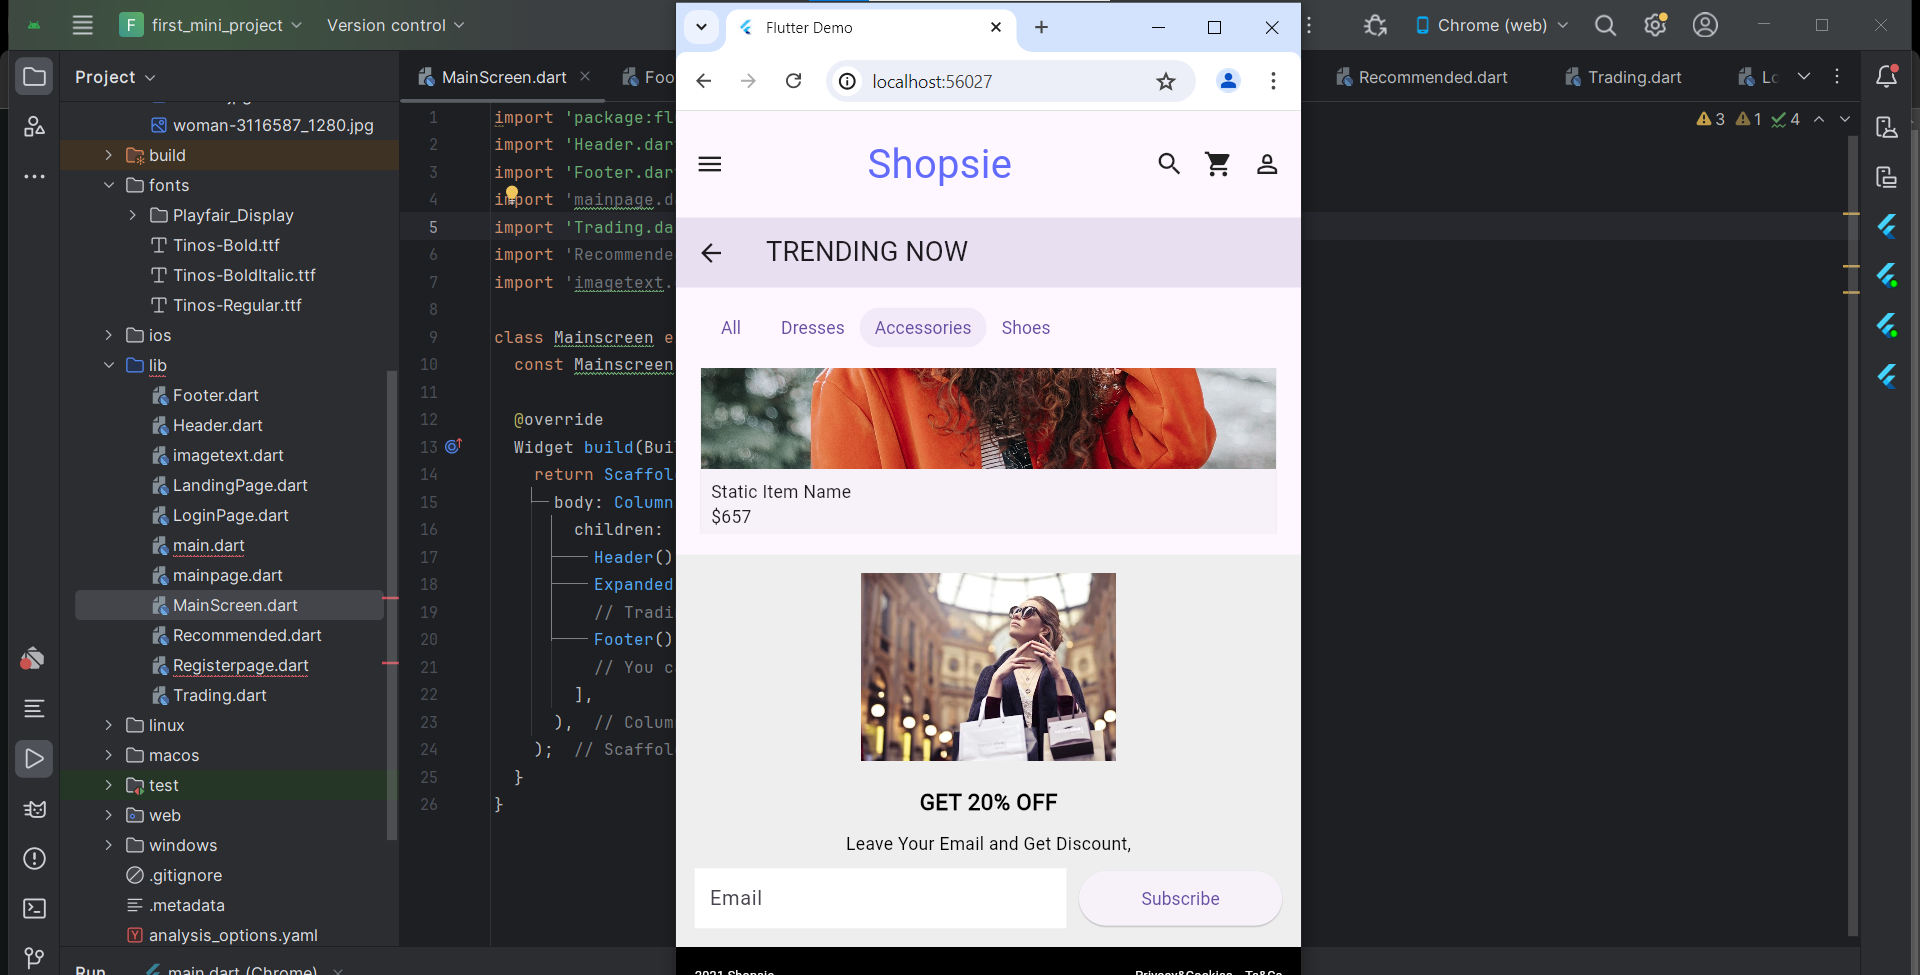 F first_mini_project
Version control
Chrome (web)
Project
woman-3116587_1280.jpg
build
fonts
Playfair_Display
Tinos-Bold.ttf
Tinos-BoldItalic.ttf
Tinos-Regular.ttf
ios
lib
Footer.dart
Header.dart
imagetext.dart
LandingPage.dart
LoginPage.dart
main.dart
mainpage.dart
MainScreen.dart
Recommended.dart
Registerpage.dart
Trading.dart
linux
macos
test
web
windows
.gitignore
.metadata
analysis_options.yaml
Run
main.dart (Chrome)
MainScreen.dart
Foo
Recommended.dart
Trading.dart
Lo
3 1 4
1 import 'package:fl
2 import 'Header.dar
3 import 'Footer.dar
4 import 'mainpage.d
5 import 'Trading.da
6 import 'Recommende
7 import 'imagetext.
8
9 class Mainscreen e
10 const Mainscreen
11
12 @override
13 Widget build(Bui
14 return Scaffol
15 body: Column
16 children:
17 Header()
18 Expanded
19 // Tradi
20 Footer()
21 // You c
22 ],
23 ), // Colum
24 ); // Scaffol
25 }
26 }
Flutter Demo
localhost:56027
Shopsie
TRENDING NOW
All Dresses Accessories Shoes
Static Item Name
$657
GET 20% OFF
Leave Your Email and Get Discount,
Email
Subscribe
2021 Shopsie
Privacy&Cookies